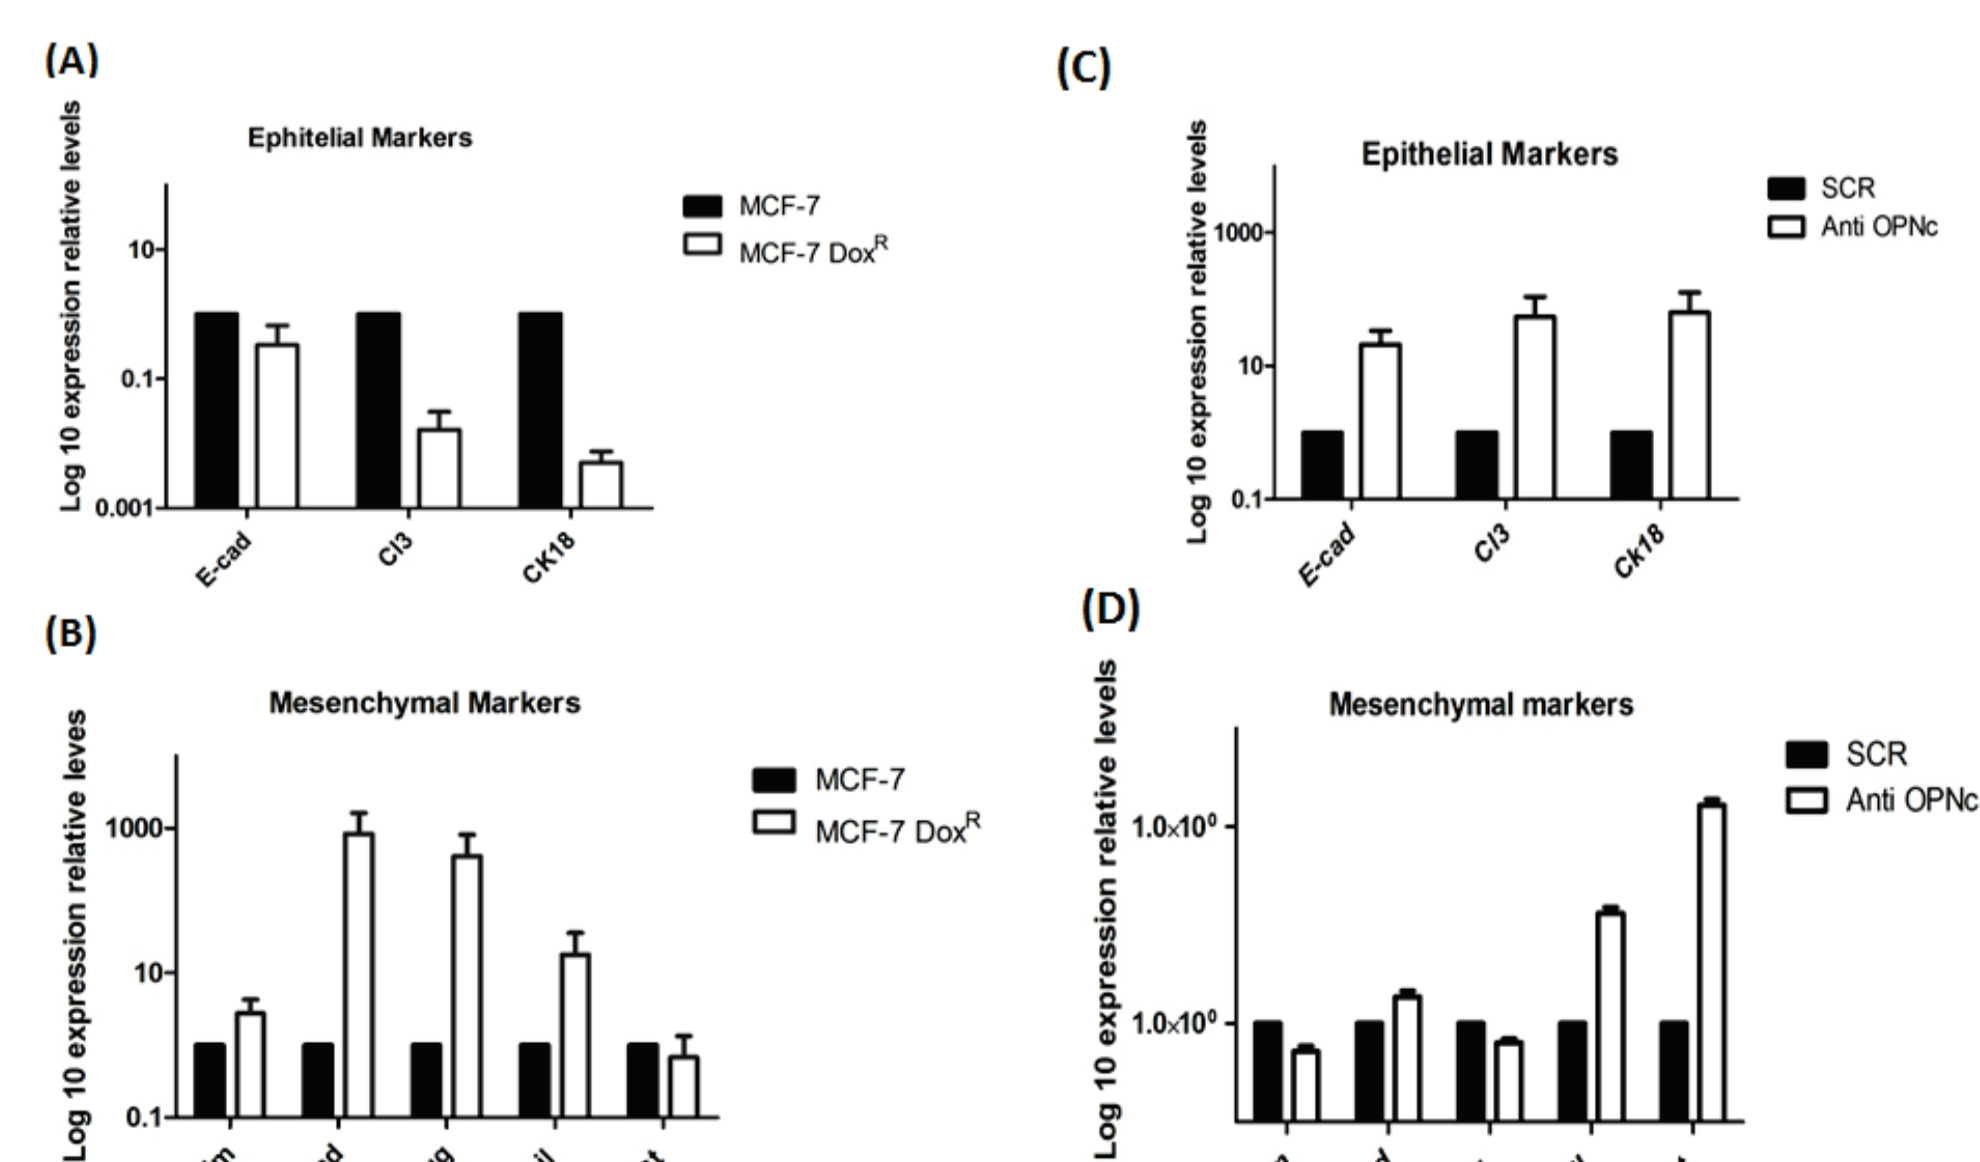 (A)
Ephitelial Markers
Log 10 expression relative levels
10
0.1
0.001
E-cad
Cl3
CK18
MCF-7
MCF-7 Dox^R
(B)
Mesenchymal Markers
Log 10 expression relative leves
1000
10
0.1
MCF-7
MCF-7 Dox^R
(C)
Epithelial Markers
Log 10 expression relative levels
1000
10
0.1
E-cad
Cl3
Ck18
SCR
Anti OPNc
(D)
Mesenchymal markers
Log 10 expression relative levels
1.0×10⁰
1.0×10⁰
SCR
Anti OPNc